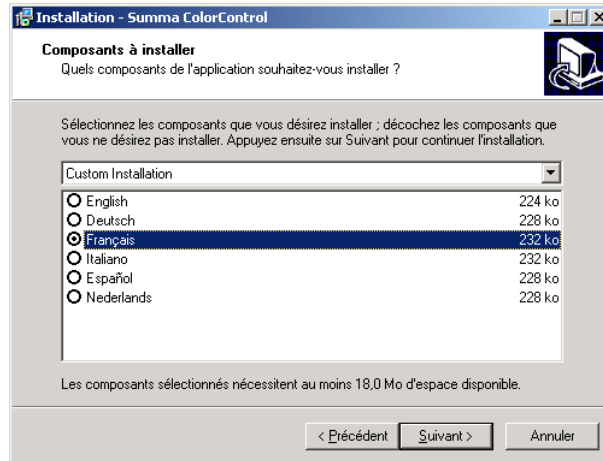 Installation - Summa ColorControl
Composants à installer
Quels composants de l'application souhaitez-vous installer ?
Sélectionnez les composants que vous désirez installer ; décochez les composants que
vous ne désirez pas installer. Appuyez ensuite sur Suivant pour continuer l'installation.
Custom Installation
English 224 ko
Deutsch 228 ko
Français 232 ko
Italiano 232 ko
Español 228 ko
Nederlands 228 ko
Les composants sélectionnés nécessitent au moins 18,0 Mo d'espace disponible.
< Précédent Suivant > Annuler